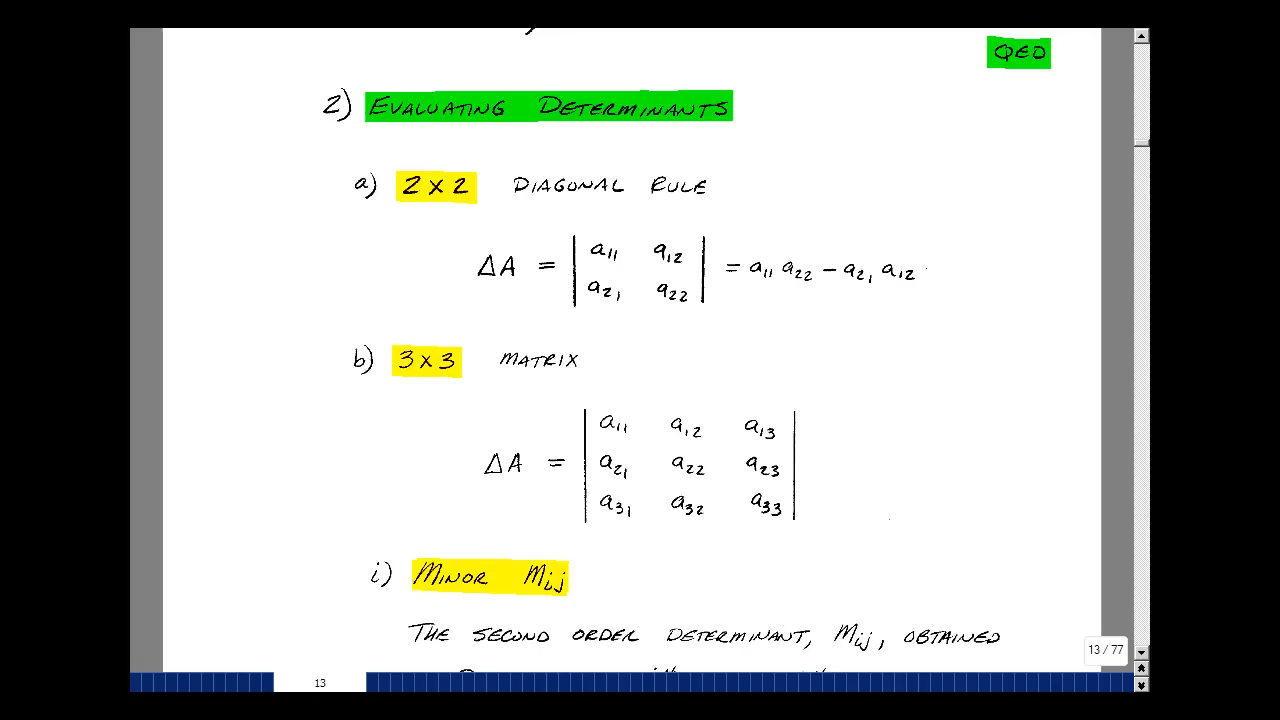 QED
2) EVALUATING DETERMINANTS
a) 2 x 2 DIAGONAL RULE
ΔA = | a11 a12 | = a11 a22 - a21 a12
| a21 a22 |
b) 3 x 3 MATRIX
| a11 a12 a13 |
ΔA = | a21 a22 a23 |
| a31 a32 a33 |
i) MINOR Mij
THE SECOND ORDER DETERMINANT, Mij, OBTAINED
13 / 77
13